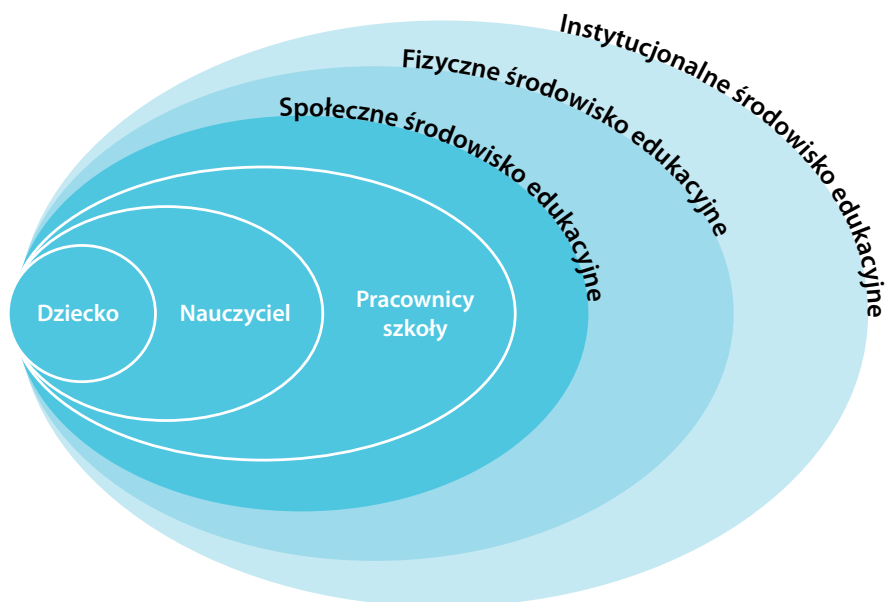 Instytucjonalne środowisko edukacyjne
Fizyczne środowisko edukacyjne
Społeczne środowisko edukacyjne
Dziecko
Nauczyciel
Pracownicy
szkoły